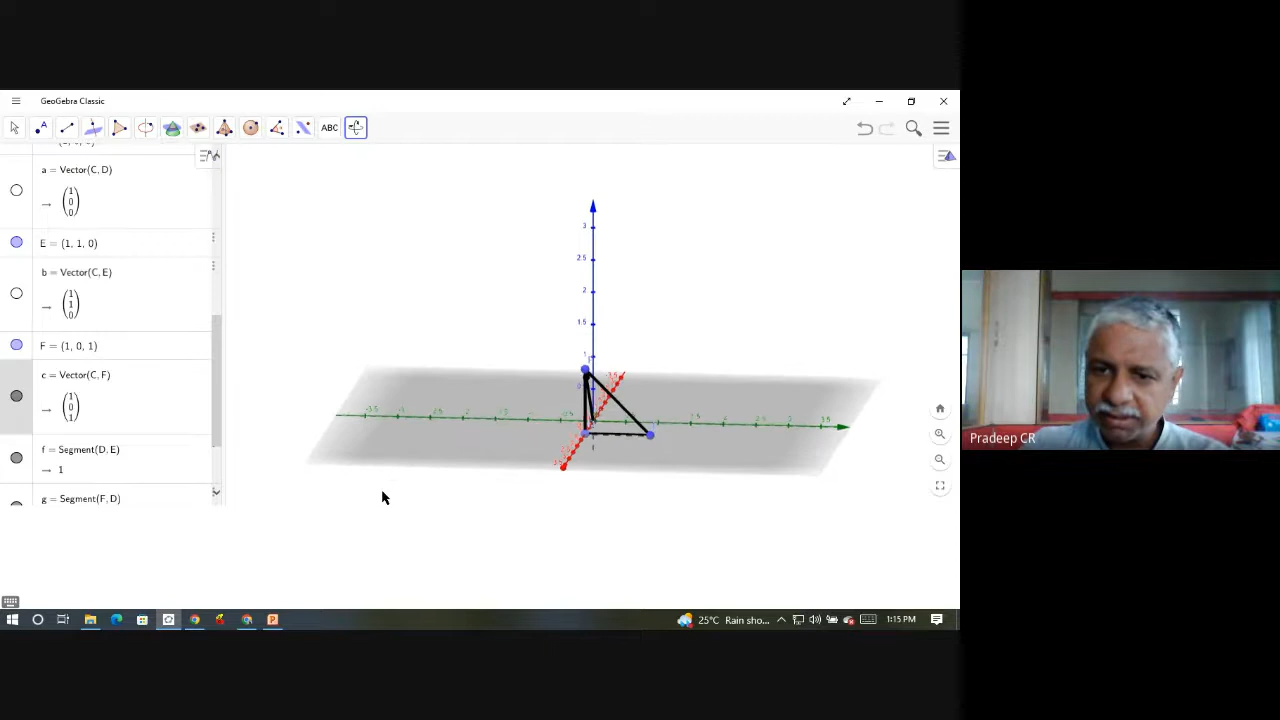 GeoGebra Classic
ABC
a = Vector(C, D)
→ (1 0 0)
E = (1, 1, 0)
b = Vector(C, E)
→ (1 1 0)
F = (1, 0, 1)
c = Vector(C, F)
→ (1 0 1)
f = Segment(D, E)
→ 1
g = Segment(F, D)
3
2.5
2
1.5
1
Pradeep CR
25°C Rain sho...
1:15 PM